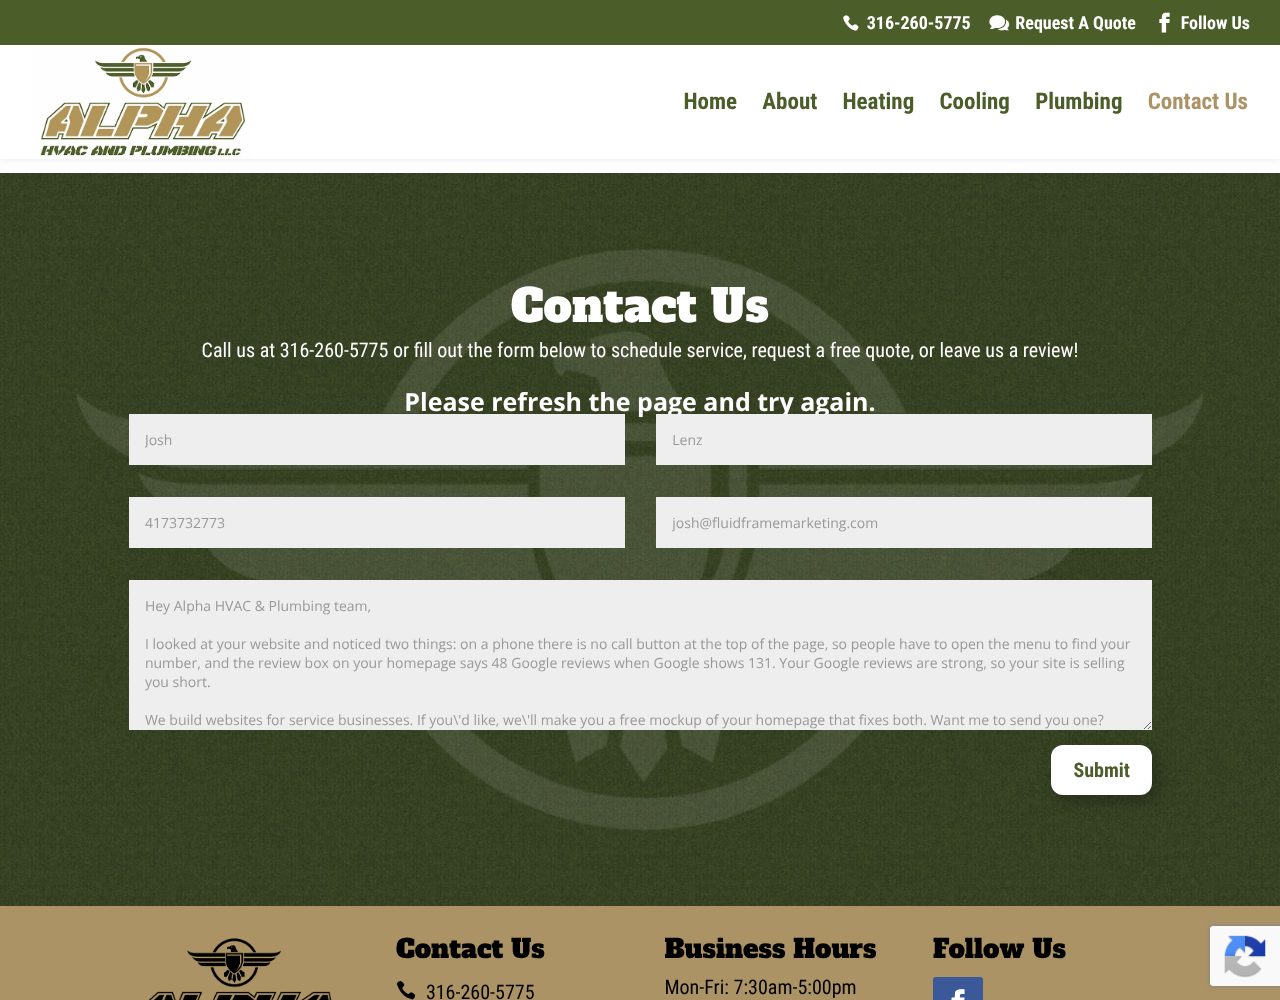 316-260-5775 Request A Quote Follow Us
ALPHA
HVAC AND PLUMBING LLC
Home About Heating Cooling Plumbing Contact Us
Contact Us
Call us at 316-260-5775 or fill out the form below to schedule service, request a free quote, or leave us a review!
Please refresh the page and try again.
Josh
Lenz
4173732773
josh@fluidframemarketing.com
Hey Alpha HVAC & Plumbing team,
I looked at your website and noticed two things: on a phone there is no call button at the top of the page, so people have to open the menu to find your
number, and the review box on your homepage says 48 Google reviews when Google shows 131. Your Google reviews are strong, so your site is selling
you short.
We build websites for service businesses. If you\'d like, we\'ll make you a free mockup of your homepage that fixes both. Want me to send you one?
Submit
ALPHA
Contact Us
316-260-5775
Business Hours
Mon-Fri: 7:30am-5:00pm
Follow Us